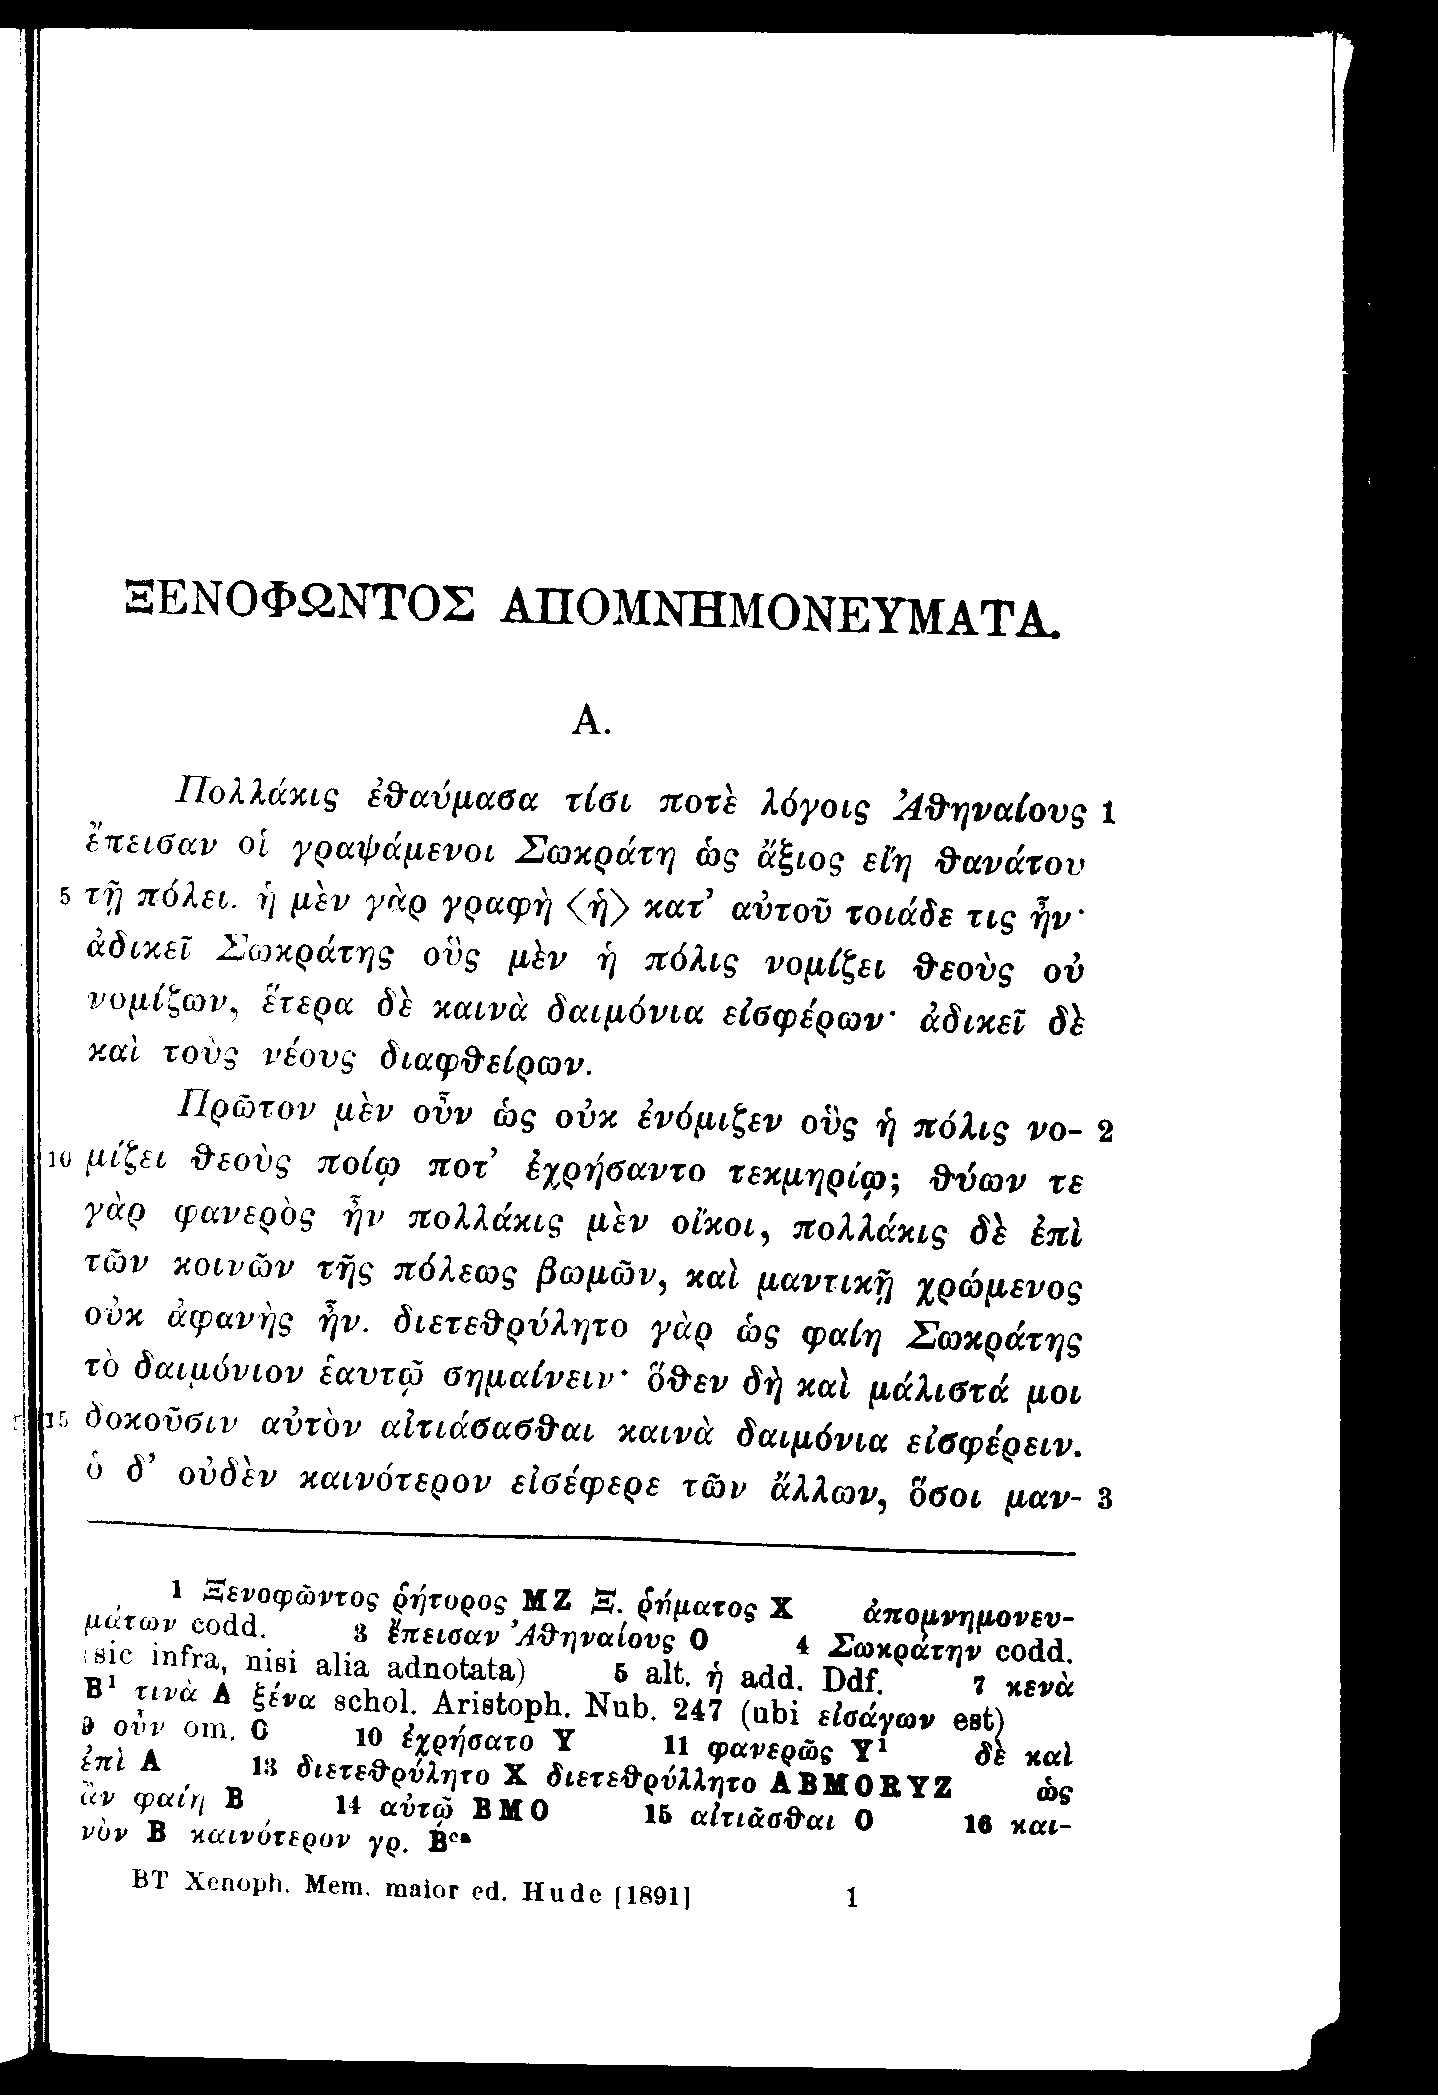 ΞΕΝΟΦΩΝΤΟΣ ΑΠΟΜΝΗΜΟΝΕΥΜΑΤΑ.
Α.
Πολλάκις ἐθαύμασα τίσι ποτὲ λόγοις Ἀθηναίους 1
ἔπεισαν οἱ γραψάμενοι Σωκράτη ὡς ἄξιος εἴη θανάτου
5 τῇ πόλει. ἡ μὲν γὰρ γραφὴ <ἡ> κατ’ αὐτοῦ τοιάδε τις ἦν·
ἀδικεῖ Σωκράτης οὓς μὲν ἡ πόλις νομίζει θεοὺς οὐ
νομίζων, ἕτερα δὲ καινὰ δαιμόνια εἰσφέρων· ἀδικεῖ δὲ
καὶ τοὺς νέους διαφθείρων.
Πρῶτον μὲν οὖν ὡς οὐκ ἐνόμιζεν οὓς ἡ πόλις νο- 2
10 μίζει θεοὺς ποίῳ ποτ’ ἐχρήσαντο τεκμηρίῳ; θύων τε
γὰρ φανερὸς ἦν πολλάκις μὲν οἴκοι, πολλάκις δὲ ἐπὶ
τῶν κοινῶν τῆς πόλεως βωμῶν, καὶ μαντικῇ χρώμενος
οὐκ ἀφανὴς ἦν. διετεθρύλητο γὰρ ὡς φαίη Σωκράτης
τὸ δαιμόνιον ἑαυτῷ σημαίνειν· ὅθεν δὴ καὶ μάλιστά μοι
15 δοκοῦσιν αὐτὸν αἰτιάσασθαι καινὰ δαιμόνια εἰσφέρειν.
ὁ δ’ οὐδὲν καινότερον εἰσέφερε τῶν ἄλλων, ὅσοι μαν- 3
1 Ξενοφῶντος ῥήτορος MZ Ξ. ῥήματος X ἀπομνημονευ-
μάτων codd. 3 ἔπεισαν Ἀθηναίους O 4 Σωκράτην codd.
(sic infra, nisi alia adnotata) 5 alt. ἡ add. Ddf. 7 κενὰ
B¹ τινὰ A ξένα schol. Aristoph. Nub. 247 (ubi εἰσάγων est)
9 οὖν om. C 10 ἐχρήσατο Y 11 φανερῶς Y¹ δὲ καὶ
ἐπὶ A 13 διετεθρύλητο X διετεθρύλλητο ABMORYZ ὡς
ἂν φαίη B 14 αὑτῷ BMO 15 αἰτιᾶσθαι O 16 και-
νὸν B καινότερον γρ. Bᶜᵃ
BT Xenoph. Mem. maior ed. Hude [1891] 1